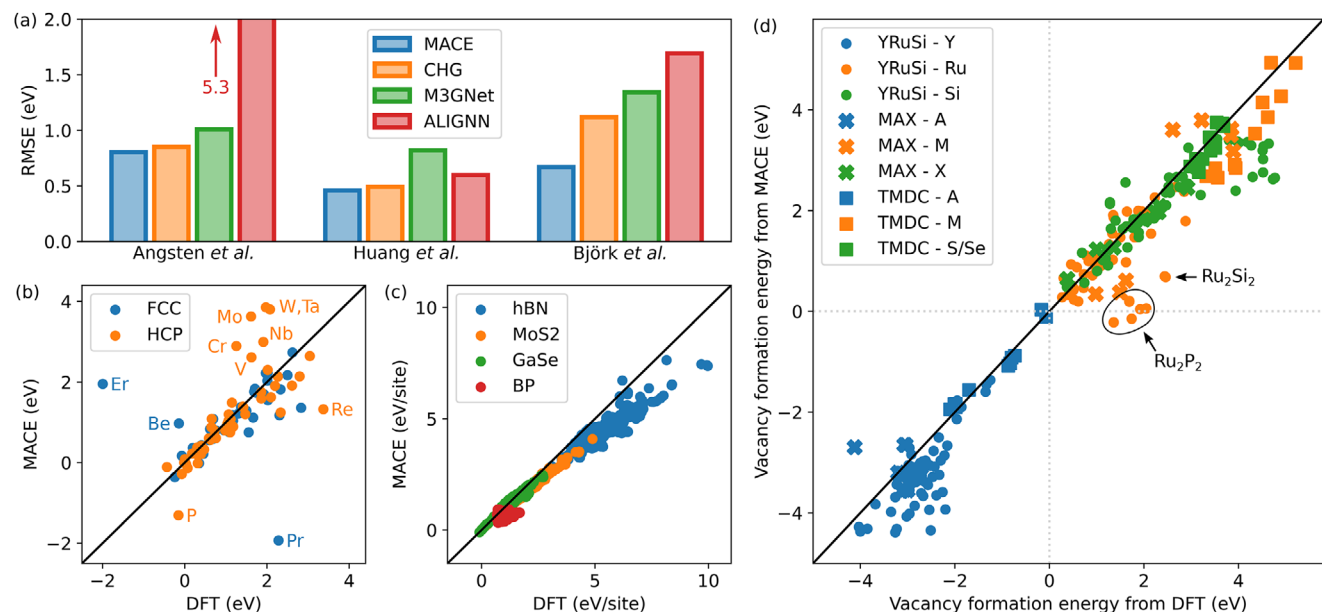 (a)
2.0
1.5
1.0
0.5
0.0
RMSE (eV)
5.3
MACE
CHG
M3GNet
ALIGNN
Angsten et al.
Huang et al.
Björk et al.
(b)
4
2
0
−2
MACE (eV)
FCC
HCP
W,Ta
Mo
Nb
Cr
V
Er
Be
Re
P
Pr
−2
0
2
4
DFT (eV)
(c)
10
5
0
MACE (eV/site)
hBN
MoS2
GaSe
BP
0
5
10
DFT (eV/site)
(d)
4
2
0
−2
−4
Vacancy formation energy from MACE (eV)
YRuSi - Y
YRuSi - Ru
YRuSi - Si
MAX - A
MAX - M
MAX - X
TMDC - A
TMDC - M
TMDC - S/Se
Ru₂Si₂
Ru₂P₂
−4
−2
0
2
4
Vacancy formation energy from DFT (eV)